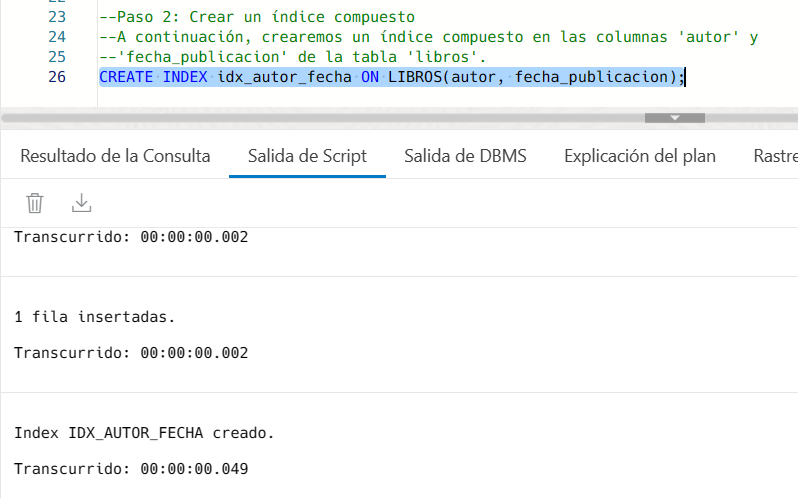 23 --Paso 2: Crear un índice compuesto
24 --A continuación, crearemos un índice compuesto en las columnas 'autor' y
25 --'fecha_publicacion' de la tabla 'libros'.
26 CREATE INDEX idx_autor_fecha ON LIBROS(autor, fecha_publicacion);
Resultado de la Consulta Salida de Script Salida de DBMS Explicación del plan Rastre
Transcurrido: 00:00:00.002
1 fila insertadas.
Transcurrido: 00:00:00.002
Index IDX_AUTOR_FECHA creado.
Transcurrido: 00:00:00.049